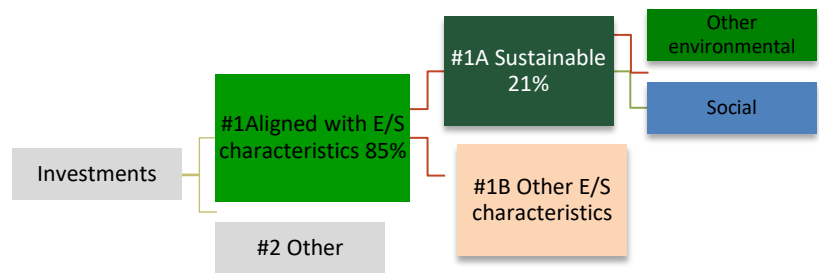 Investments
#1Aligned with E/S
characteristics 85%
#2 Other
#1A Sustainable
21%
#1B Other E/S
characteristics
Other
environmental
Social